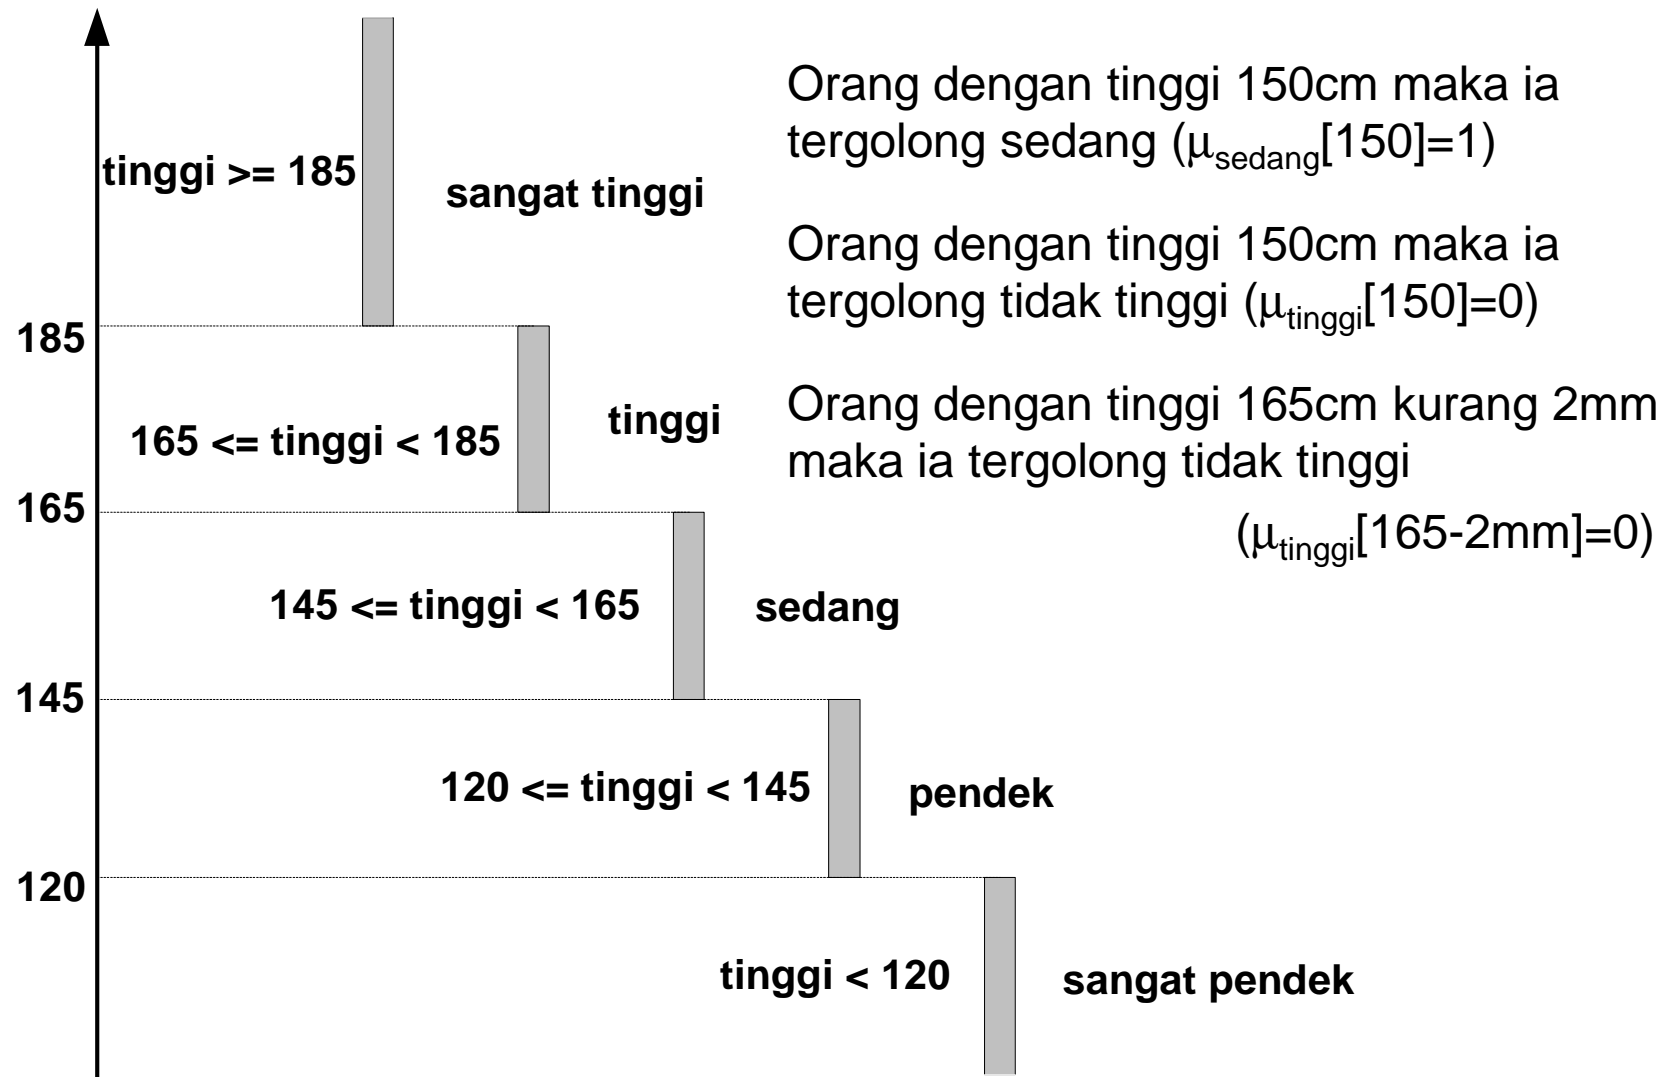 Orang dengan tinggi 150cm maka ia
tergolong sedang (μsedang[150]=1)
tinggi >= 185
sangat tinggi
Orang dengan tinggi 150cm maka ia
tergolong tidak tinggi (μtinggi[150]=0)
185
165 <= tinggi < 185
tinggi
Orang dengan tinggi 165cm kurang 2mm
maka ia tergolong tidak tinggi
(μtinggi[165-2mm]=0)
165
145 <= tinggi < 165
sedang
145
120 <= tinggi < 145
pendek
120
tinggi < 120
sangat pendek